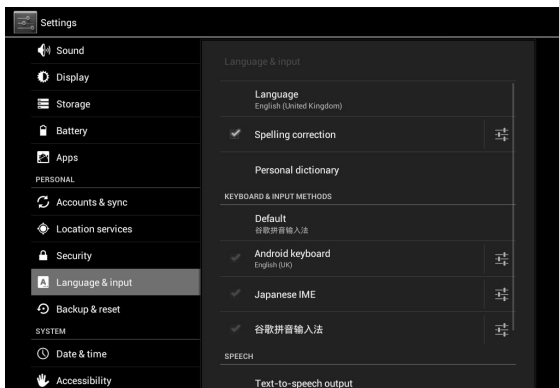 Settings
Sound
Display
Storage
Battery
Apps
PERSONAL
Accounts & sync
Location services
Security
Language & input
Backup & reset
SYSTEM
Date & time
Accessibility
Language & input
Language
English (United Kingdom)
Spelling correction
Personal dictionary
KEYBOARD & INPUT METHODS
Default
谷歌拼音输入法
Android keyboard
English (UK)
Japanese IME
谷歌拼音输入法
SPEECH
Text-to-speech output